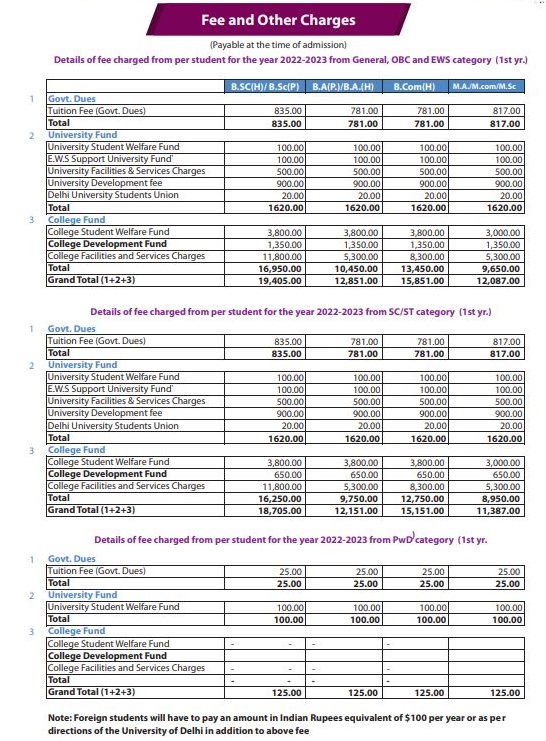 Fee and Other Charges
(Payable at the time of admission)
Details of fee charged from per student for the year 2022-2023 from General, OBC and EWS category (1st yr.)
B.SC(H)/ B.Sc(P) B.A(P.)/B.A.(H) B.Com(H) M.A./M.com/M.Sc
1 Govt. Dues
Tuition Fee (Govt. Dues) 835.00 781.00 781.00 817.00
Total 835.00 781.00 781.00 817.00
2 University Fund
University Student Welfare Fund 100.00 100.00 100.00 100.00
E.W.S Support University Fund' 100.00 100.00 100.00 100.00
University Facilities & Services Charges 500.00 500.00 500.00 500.00
University Development fee 900.00 900.00 900.00 900.00
Delhi University Students Union 20.00 20.00 20.00 20.00
Total 1620.00 1620.00 1620.00 1620.00
3 College Fund
College Student Welfare Fund 3,800.00 3,800.00 3,800.00 3,000.00
College Development Fund 1,350.00 1,350.00 1,350.00 1,350.00
College Facilities and Services Charges 11,800.00 5,300.00 8,300.00 5,300.00
Total 16,950.00 10,450.00 13,450.00 9,650.00
Grand Total (1+2+3) 19,405.00 12,851.00 15,851.00 12,087.00
Details of fee charged from per student for the year 2022-2023 from SC/ST category (1st yr.)
1 Govt. Dues
Tuition Fee (Govt. Dues) 835.00 781.00 781.00 817.00
Total 835.00 781.00 781.00 817.00
2 University Fund
University Student Welfare Fund 100.00 100.00 100.00 100.00
E.W.S Support University Fund' 100.00 100.00 100.00 100.00
University Facilities & Services Charges 500.00 500.00 500.00 500.00
University Development fee 900.00 900.00 900.00 900.00
Delhi University Students Union 20.00 20.00 20.00 20.00
Total 1620.00 1620.00 1620.00 1620.00
3 College Fund
College Student Welfare Fund 3,800.00 3,800.00 3,800.00 3,000.00
College Development Fund 650.00 650.00 650.00 650.00
College Facilities and Services Charges 11,800.00 5,300.00 8,300.00 5,300.00
Total 16,250.00 9,750.00 12,750.00 8,950.00
Grand Total (1+2+3) 18,705.00 12,151.00 15,151.00 11,387.00
Details of fee charged from per student for the year 2022-2023 from PwD category (1st yr.
1 Govt. Dues
Tuition Fee (Govt. Dues) 25.00 25.00 25.00 25.00
Total 25.00 25.00 25.00 25.00
2 University Fund
University Student Welfare Fund 100.00 100.00 100.00 100.00
Total 100.00 100.00 100.00 100.00
3 College Fund
College Student Welfare Fund - - - -
College Development Fund
College Facilities and Services Charges - - - -
Total - - - -
Grand Total (1+2+3) 125.00 125.00 125.00 125.00
Note: Foreign students will have to pay an amount in Indian Rupees equivalent of $100 per year or as per
directions of the University of Delhi in addition to above fee